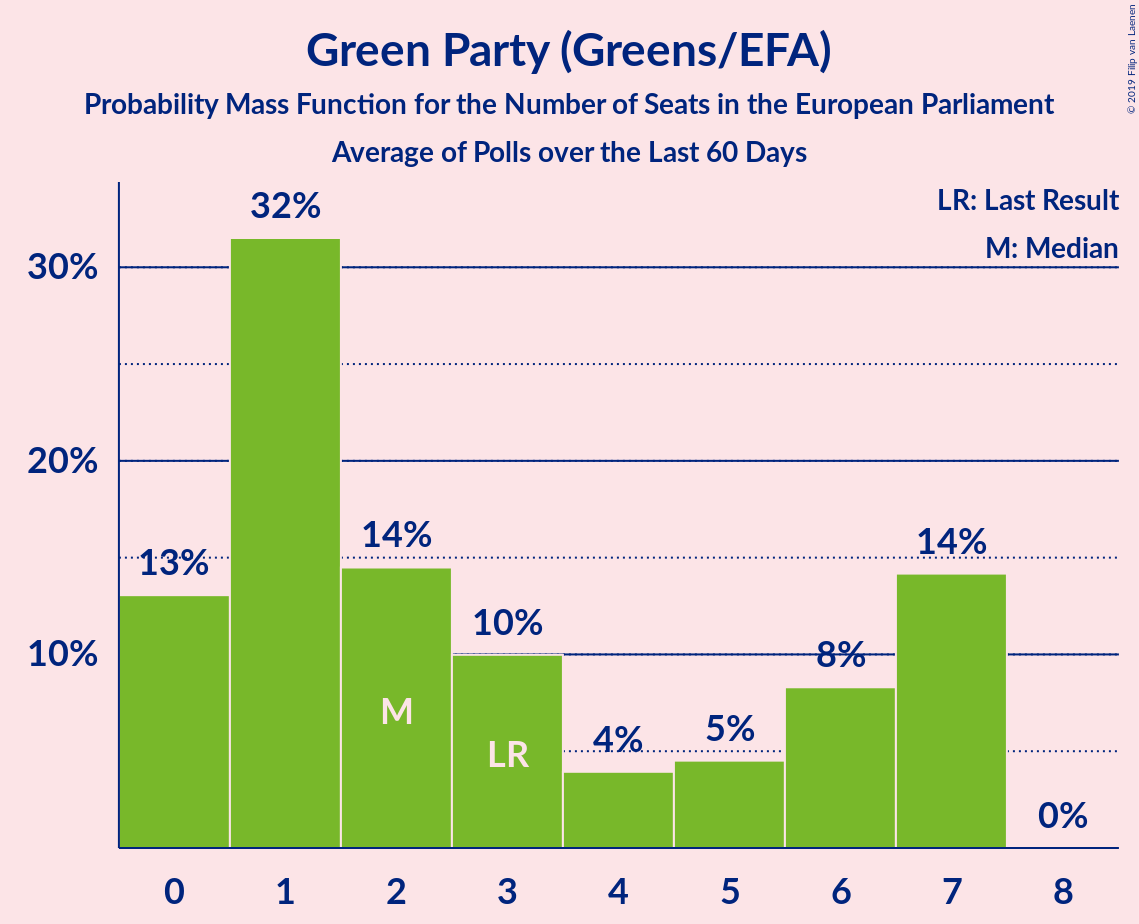 Green Party (Greens/EFA)
Probability Mass Function for the Number of Seats in the European Parliament
Average of Polls over the Last 60 Days
© 2019 Filip van Laenen
LR: Last Result
M: Median
30%
20%
10%
13%
32%
14%
10%
4%
5%
8%
14%
0%
M
LR
0 1 2 3 4 5 6 7 8